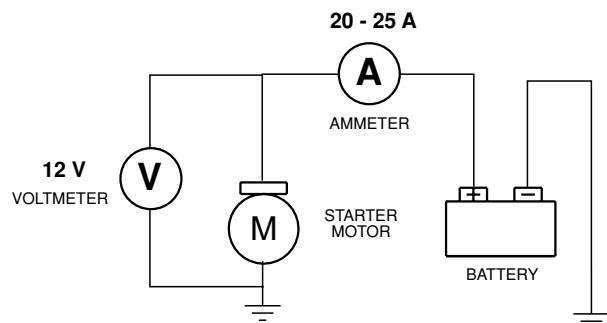 20 - 25 A
A
AMMETER
12 V
VOLTMETER
V
M
STARTER
MOTOR
+
−
BATTERY